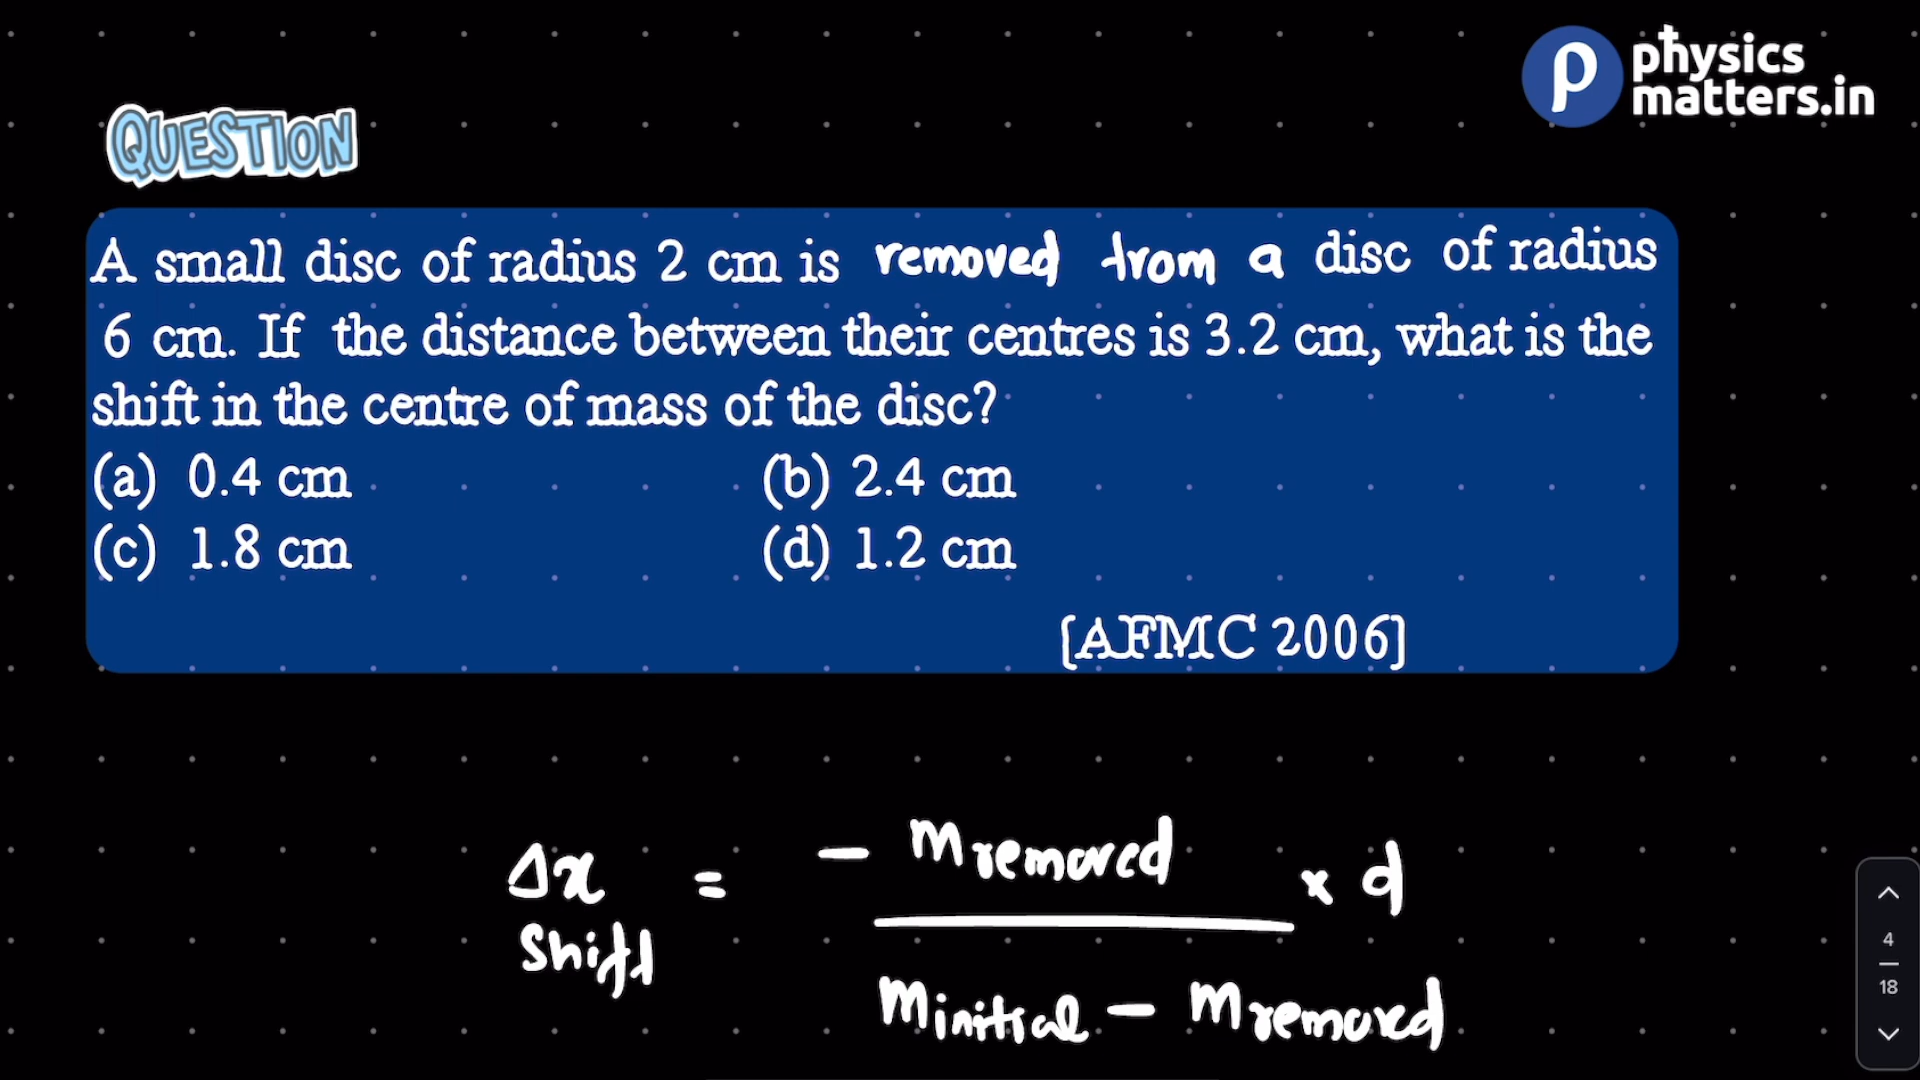 physics
matters.in
QUESTION
A small disc of radius 2 cm is removed from a disc of radius
6 cm. If the distance between their centres is 3.2 cm, what is the
shift in the centre of mass of the disc?
(a) 0.4 cm (b) 2.4 cm
(c) 1.8 cm (d) 1.2 cm
[AFMC 2006]
Δx = - m removed × d
shift
m initial - m removed
4
18